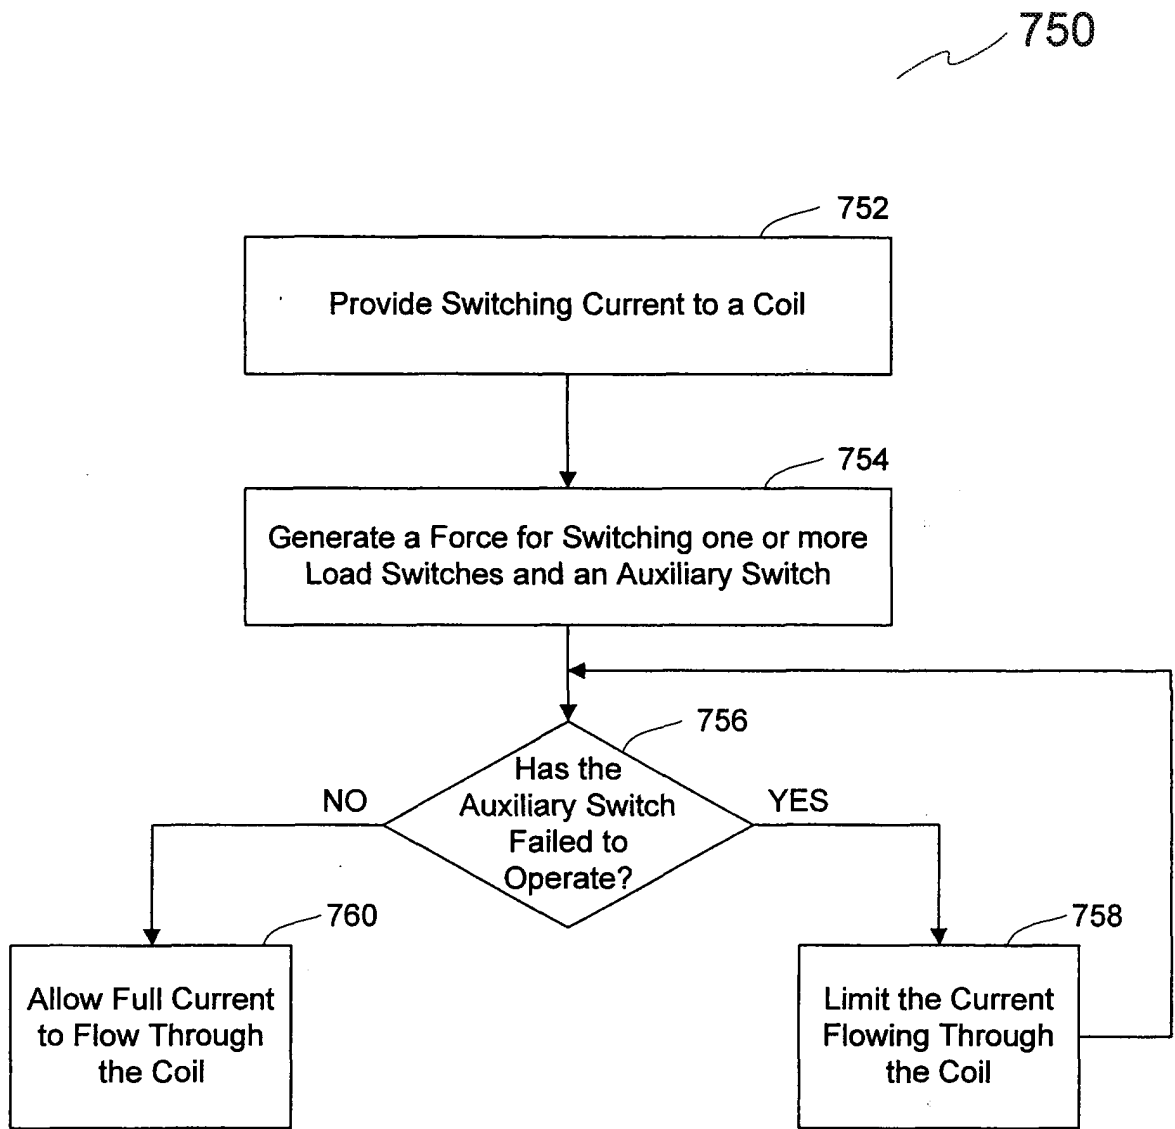 750
752
Provide Switching Current to a Coil
754
Generate a Force for Switching one or more
Load Switches and an Auxiliary Switch
756
Has the
Auxiliary Switch
Failed to
Operate?
NO
YES
760
Allow Full Current
to Flow Through
the Coil
758
Limit the Current
Flowing Through
the Coil